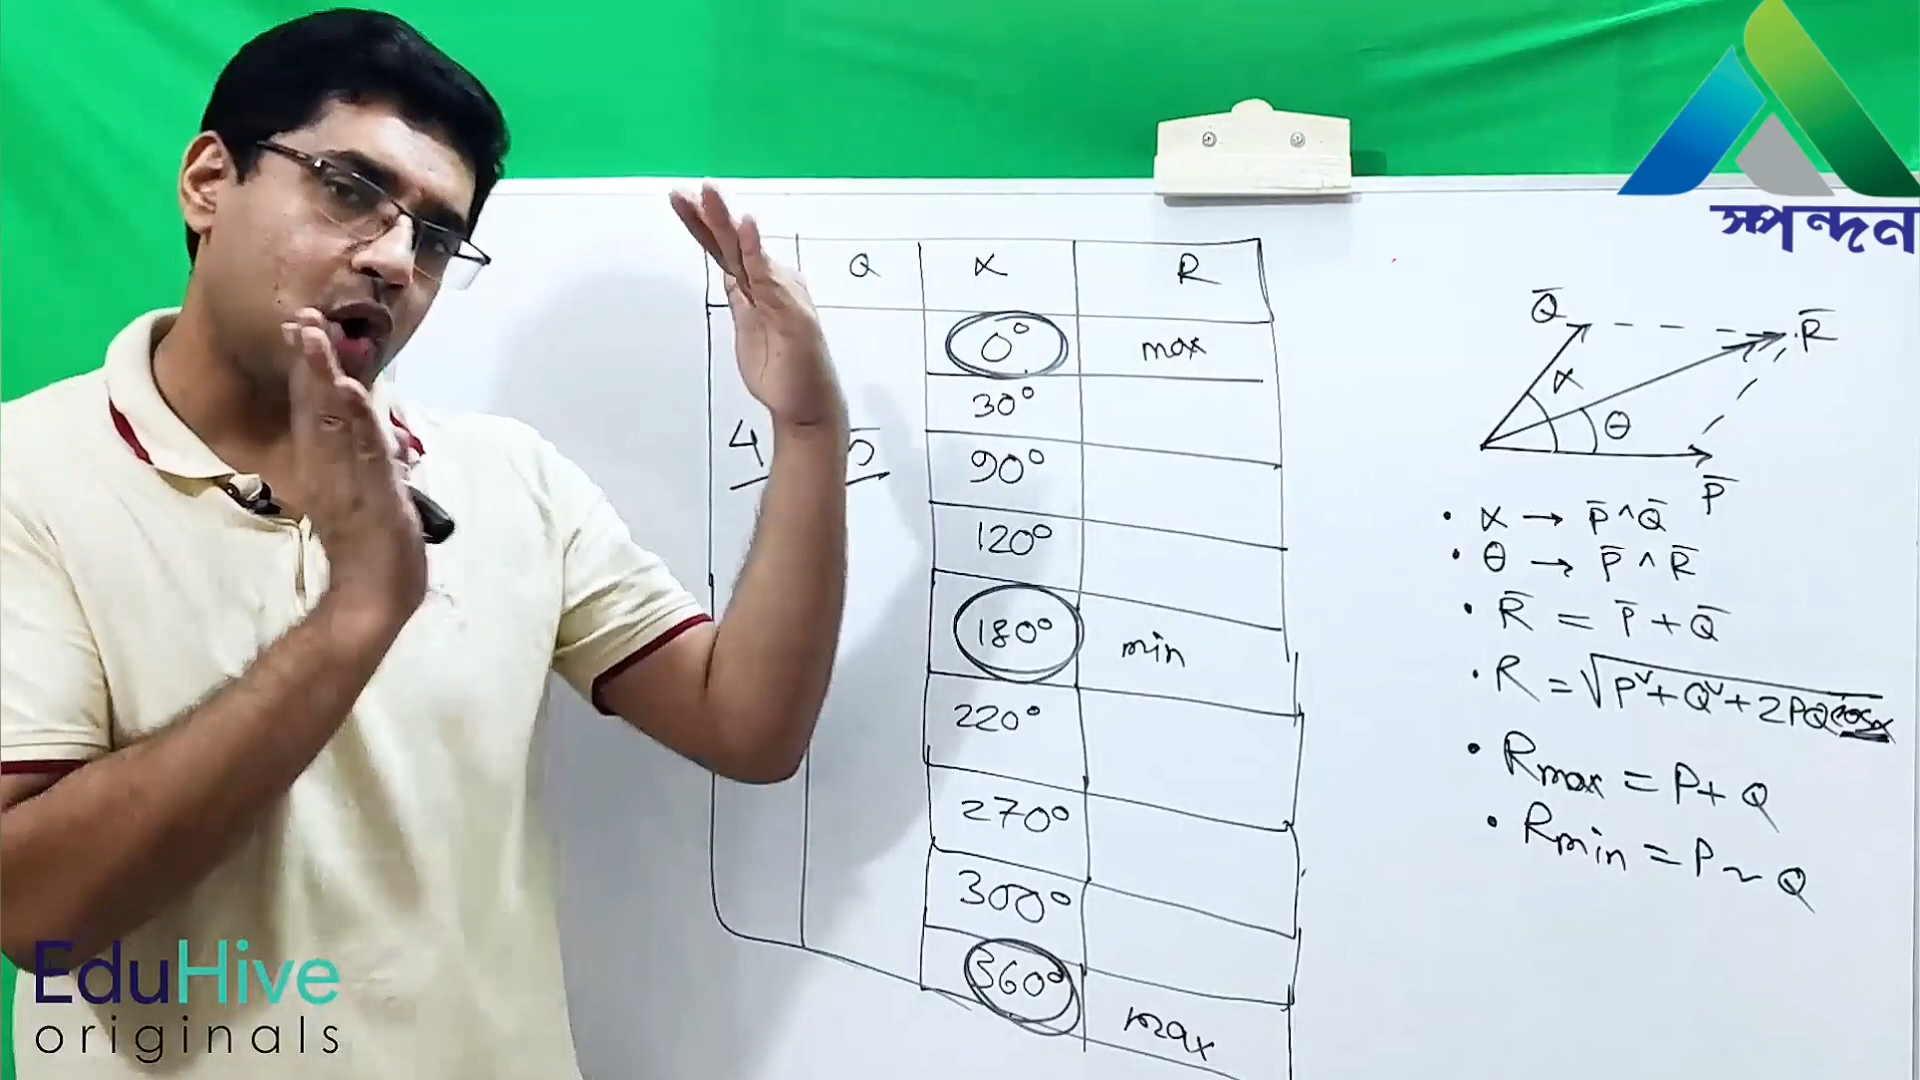 স্পন্দন
Q α R
0° max
30°
4 5 90°
120°
180° min
220°
270°
300°
360° max
Q̄ R̄
α θ
P̄
• α → P̄ ^ Q̄
• θ → P̄ ^ R̄
• R̄ = P̄ + Q̄
• R = √P² + Q² + 2PQ cosα
• Rmax = P + Q
• Rmin = P ~ Q
EduHive
originals